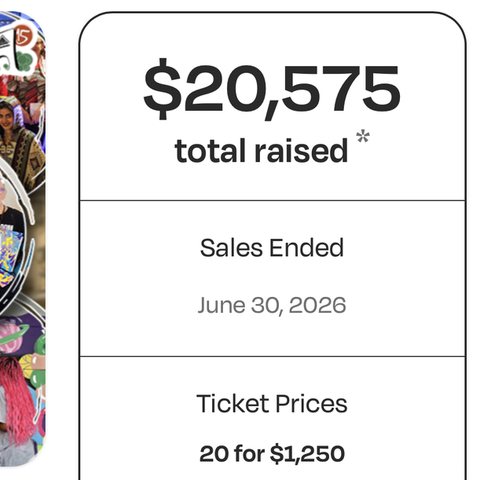 $20,575
total raised *
Sales Ended
June 30, 2026
Ticket Prices
20 for $1,250